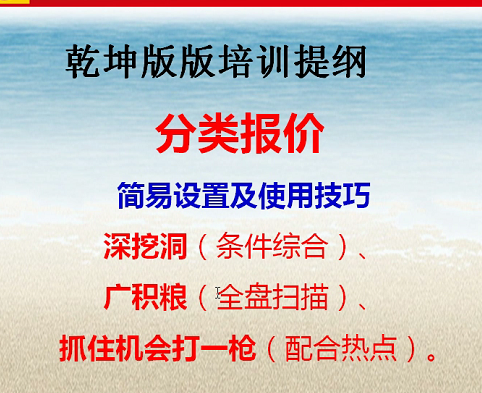 乾坤版版培训提纲
分类报价
简易设置及使用技巧
深挖洞（条件综合）、
广积粮（全盘扫描）、
抓住机会打一枪（配合热点）。